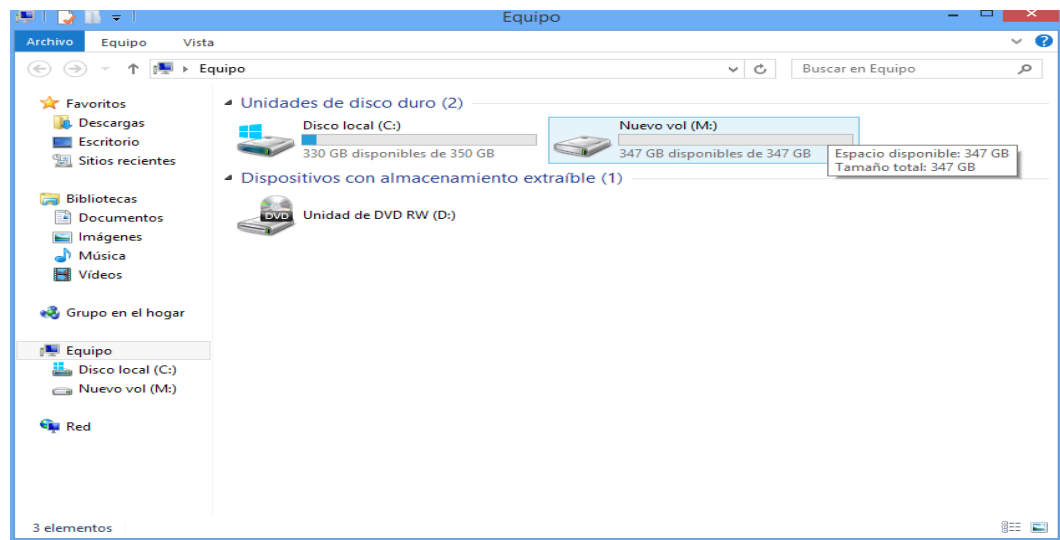 Equipo
Archivo Equipo Vista
Equipo
Buscar en Equipo
Favoritos
Descargas
Escritorio
Sitios recientes
Bibliotecas
Documentos
Imágenes
Música
Vídeos
Grupo en el hogar
Equipo
Disco local (C:)
Nuevo vol (M:)
Red
Unidades de disco duro (2)
Disco local (C:)
330 GB disponibles de 350 GB
Nuevo vol (M:)
347 GB disponibles de 347 GB
Espacio disponible: 347 GB
Tamaño total: 347 GB
Dispositivos con almacenamiento extraíble (1)
DVD
Unidad de DVD RW (D:)
3 elementos